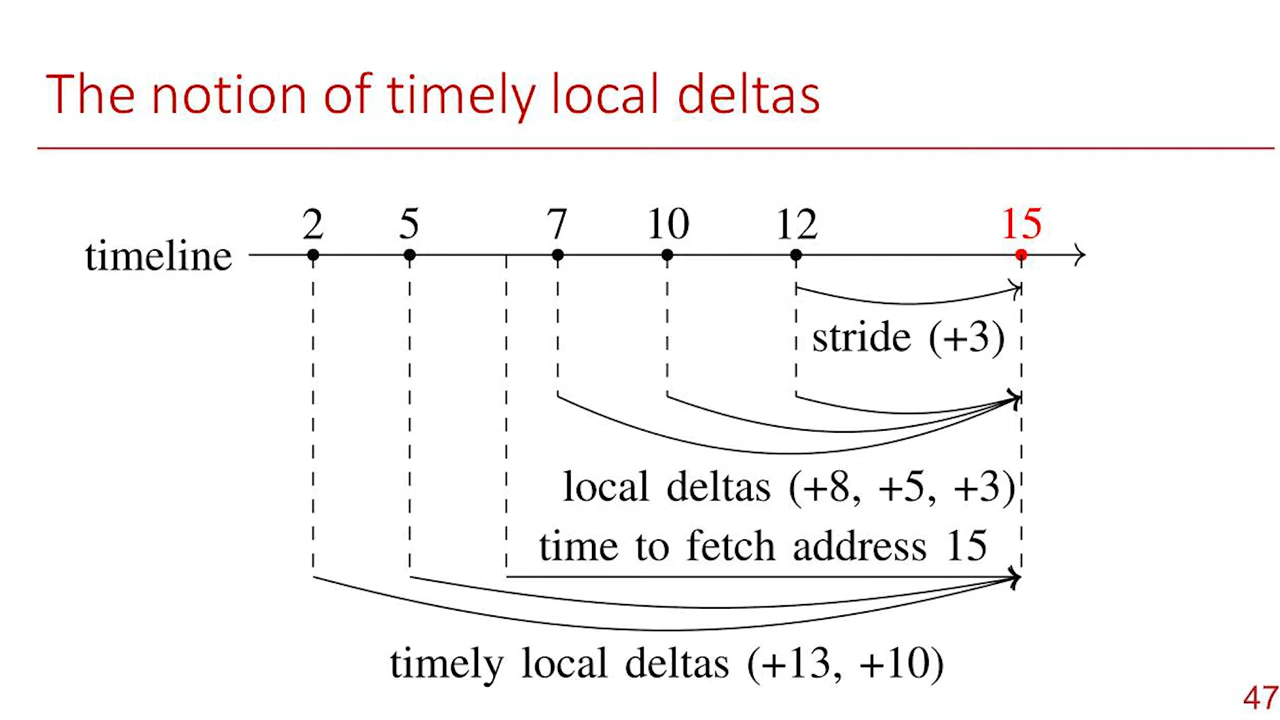 The notion of timely local deltas
2 5 7 10 12 15
timeline
stride (+3)
local deltas (+8, +5, +3)
time to fetch address 15
timely local deltas (+13, +10)
47